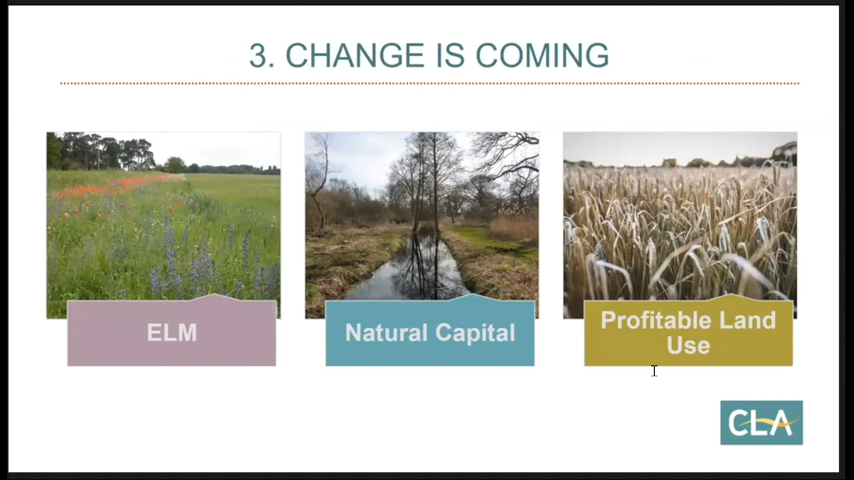 3. CHANGE IS COMING
ELM
Natural Capital
Profitable Land
Use
CLA